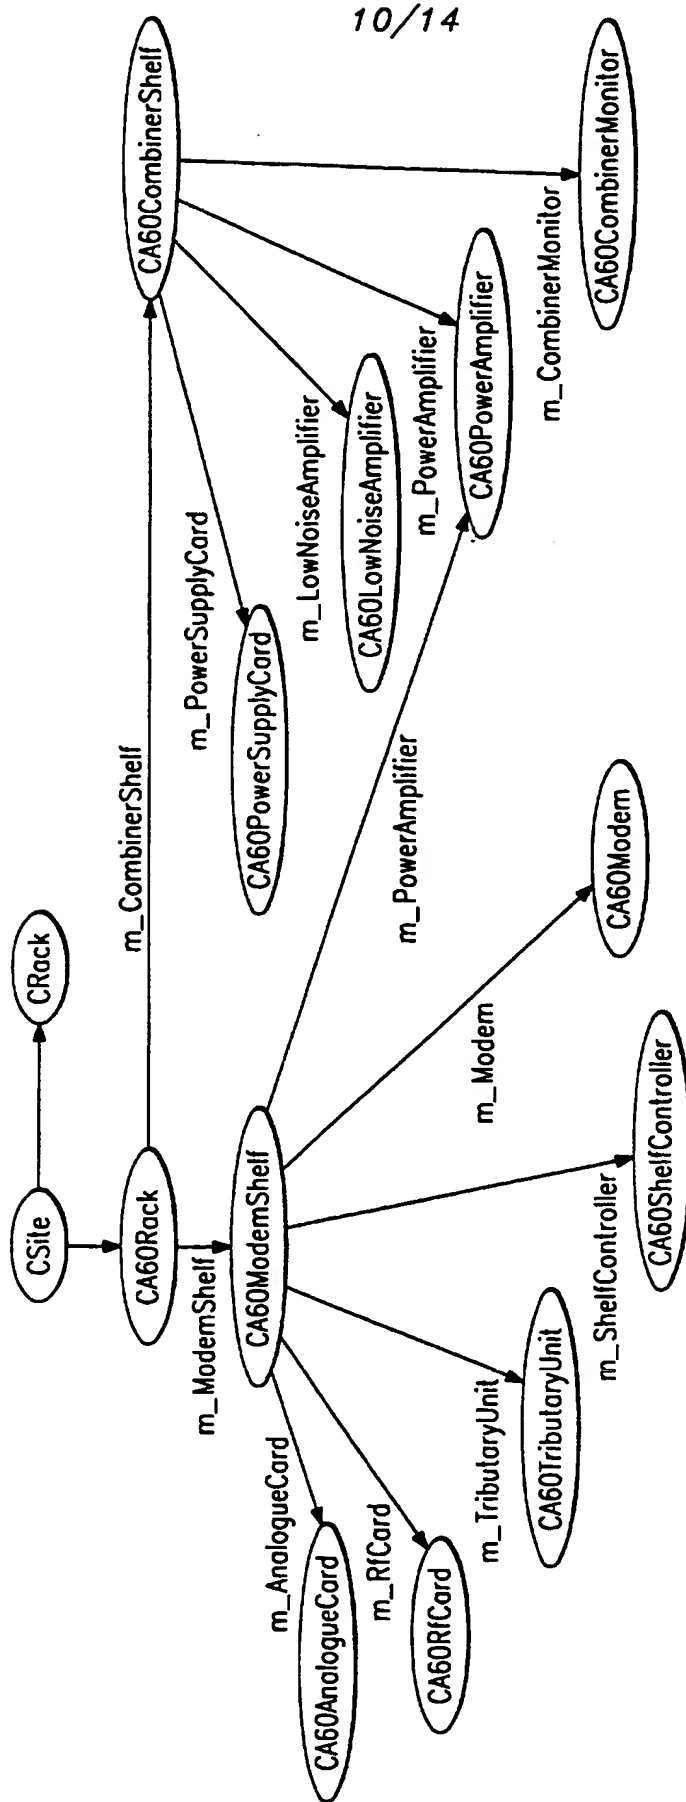 10/14
CSite
CRack
CA60Rack
m_CombinerShelf
CA60CombinerShelf
m_ModemShelf
CA60ModemShelf
m_PowerSupplyCard
CA60PowerSupplyCard
m_LowNoiseAmplifier
CA60LowNoiseAmplifier
m_PowerAmplifier
CA60PowerAmplifier
m_CombinerMonitor
CA60CombinerMonitor
m_AnalogueCard
CA60AnalogueCard
m_RfCard
CA60RfCard
m_TributaryUnit
CA60TributaryUnit
m_ShelfController
CA60ShelfController
m_Modem
CA60Modem
m_PowerAmplifier